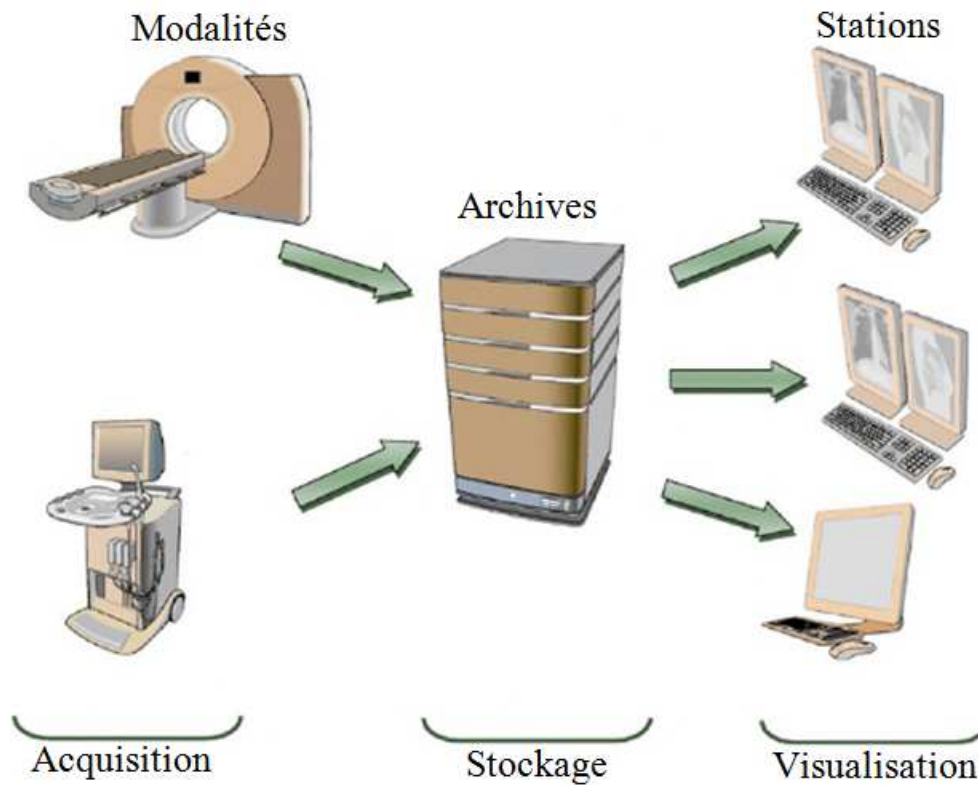 Modalités
Stations
Archives
Acquisition
Stockage
Visualisation